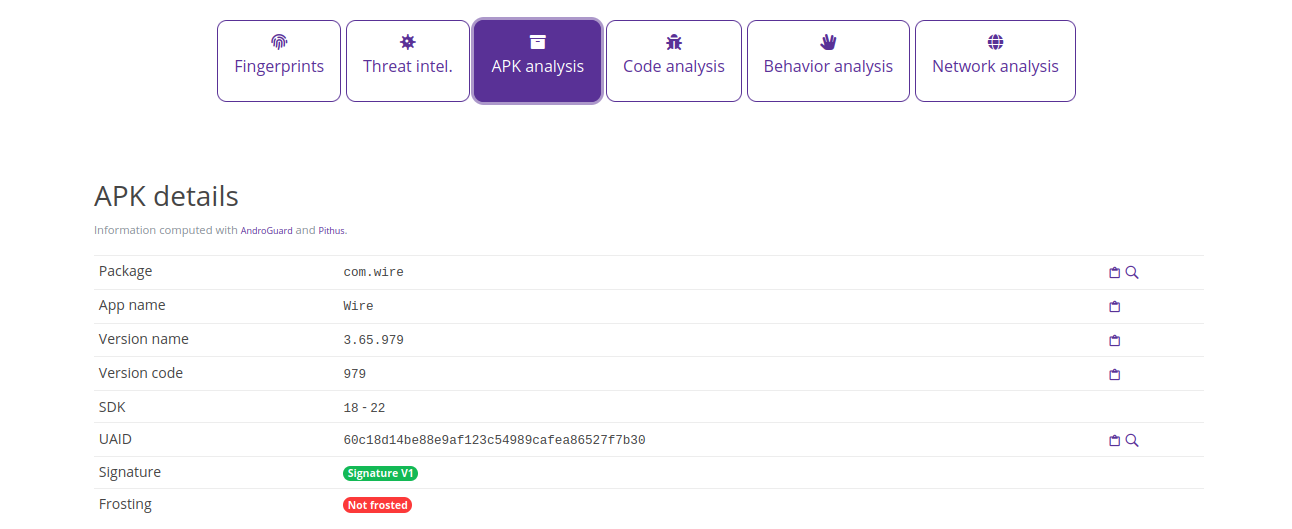 Fingerprints Threat intel. APK analysis Code analysis Behavior analysis Network analysis
APK details
Information computed with AndroGuard and Pithus.
Package com.wire
App name Wire
Version name 3.65.979
Version code 979
SDK 18 - 22
UAID 60c18d14be88e9af123c54989cafea86527f7b30
Signature Signature V1
Frosting Not frosted